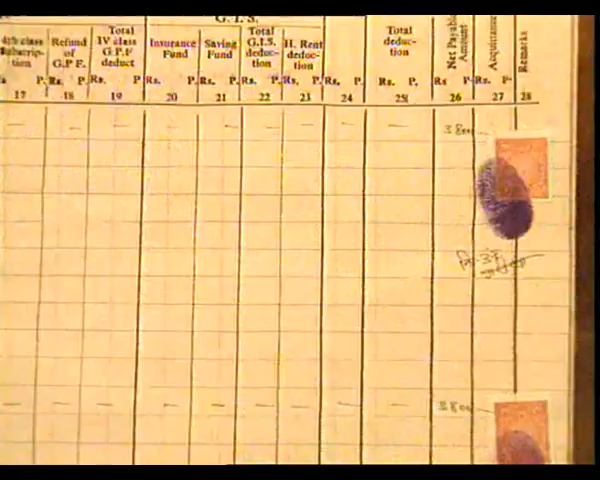 G. I. S.
4th class Subscription
Refund of G.P F.
Total IV class G.P.F deduct
Insurance Fund
Saving Fund
Total G.I.S. deduction
H. Rent deduction
Total deduction
Net Payable Amount
Acquittance
Remarks
P. Rs. P. Rs. P. Rs. P. Rs. P. Rs. P. Rs. P. Rs. P. Rs. P. Rs P. Rs. P.
17 18 19 20 21 22 23 24 25 26 27 28
3800
3800